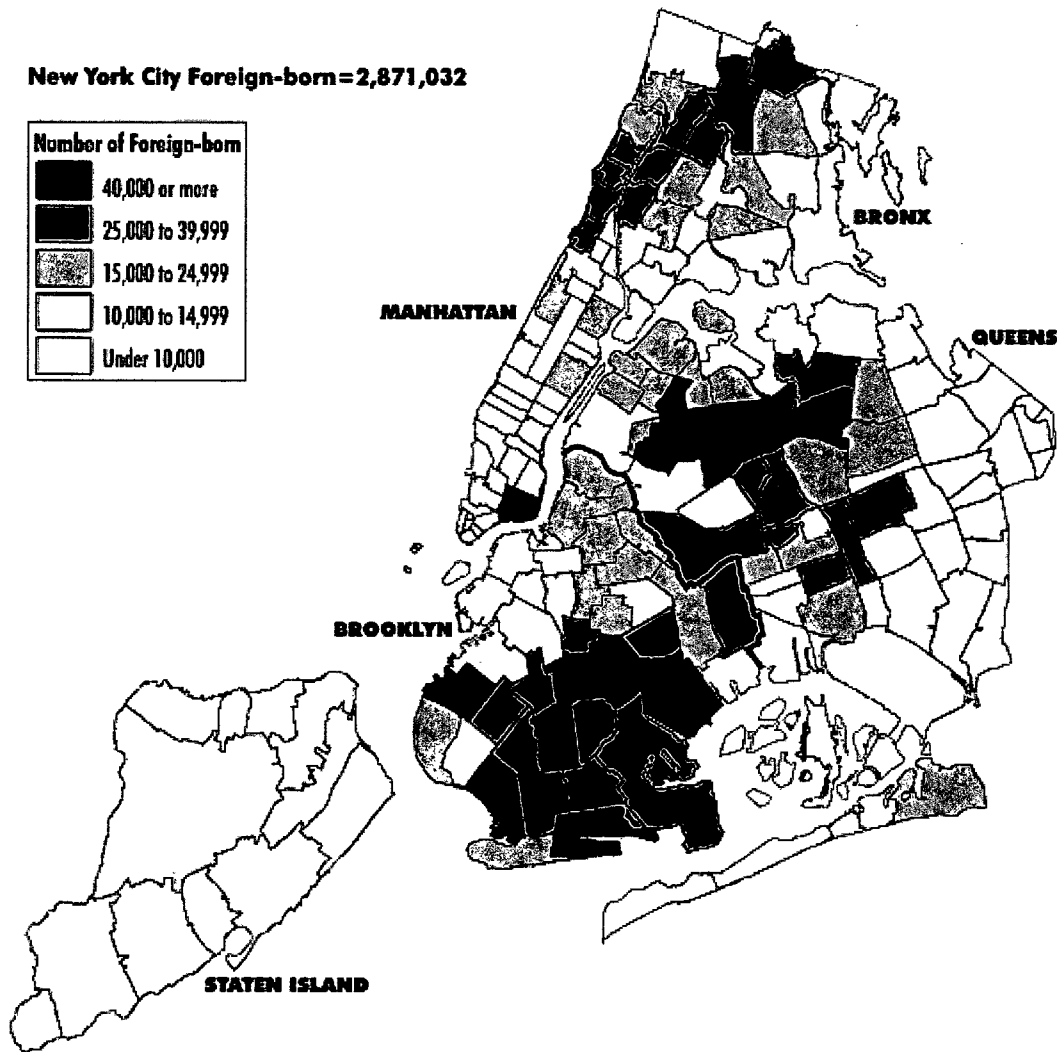 New York City Foreign-born=2,871,032
Number of Foreign-born
40,000 or more
25,000 to 39,999
15,000 to 24,999
10,000 to 14,999
Under 10,000
BRONX
MANHATTAN
QUEENS
BROOKLYN
STATEN ISLAND